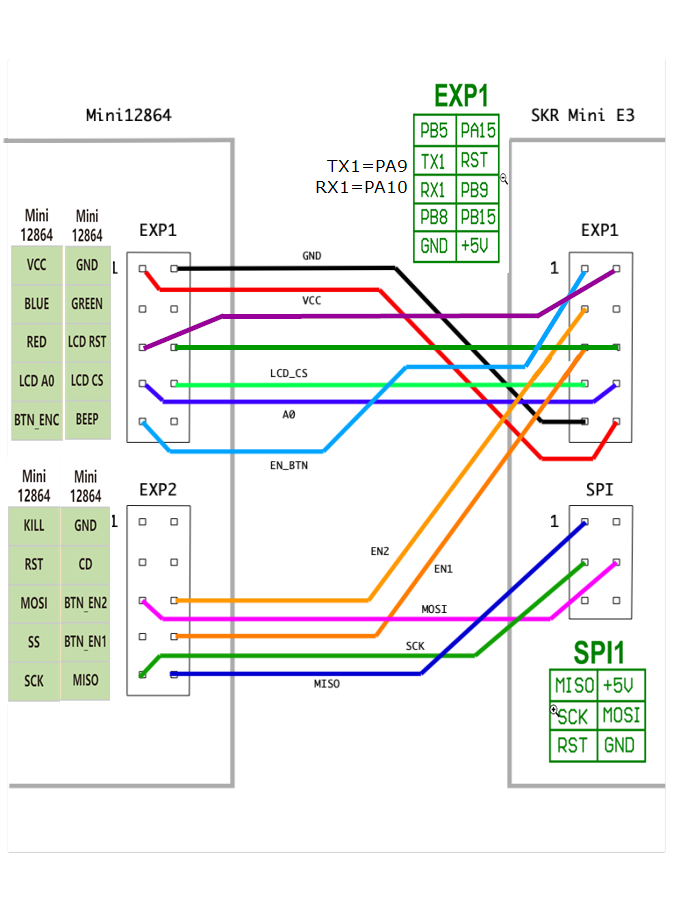 EXP1
Mini12864
SKR Mini E3
PB5 PA15
TX1 RST
RX1 PB9
PB8 PB15
GND +5V
TX1=PA9
RX1=PA10
Mini 12864
Mini 12864
VCC GND
BLUE GREEN
RED LCD RST
LCD A0 LCD CS
BTN_ENC BEEP
EXP1
1
GND
VCC
LCD_CS
A0
EN_BTN
EXP1
1
Mini 12864
Mini 12864
KILL GND
RST CD
MOSI BTN_EN2
SS BTN_EN1
SCK MISO
EXP2
1
EN2
EN1
MOSI
SCK
MISO
SPI
1
SPI1
MISO +5V
SCK MOSI
RST GND